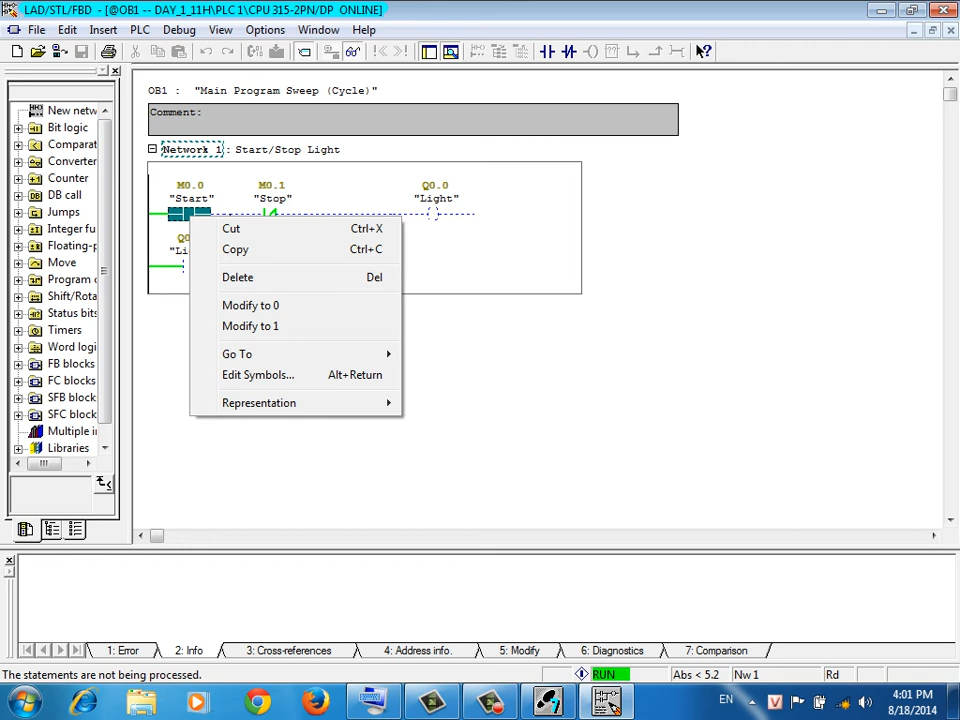 LAD/STL/FBD - [@OB1 -- DAY_1_11H\PLC 1\CPU 315-2PN/DP ONLINE]
File Edit Insert PLC Debug View Options Window Help
New netw
Bit logic
Comparat
Converter
Counter
DB call
Jumps
Integer fu
Floating-p
Move
Program c
Shift/Rota
Status bits
Timers
Word logi
FB blocks
FC blocks
SFB block
SFC block
Multiple i
Libraries
OB1 : "Main Program Sweep (Cycle)"
Comment:
Network 1: Start/Stop Light
M0.0 M0.1 Q0.0
"Start" "Stop" "Light"
Q0
"Li
Cut Ctrl+X
Copy Ctrl+C
Delete Del
Modify to 0
Modify to 1
Go To
Edit Symbols... Alt+Return
Representation
1: Error 2: Info 3: Cross-references 4: Address info. 5: Modify 6: Diagnostics 7: Comparison
The statements are not being processed. RUN Abs < 5.2 Nw 1 Rd
EN 4:01 PM
8/18/2014